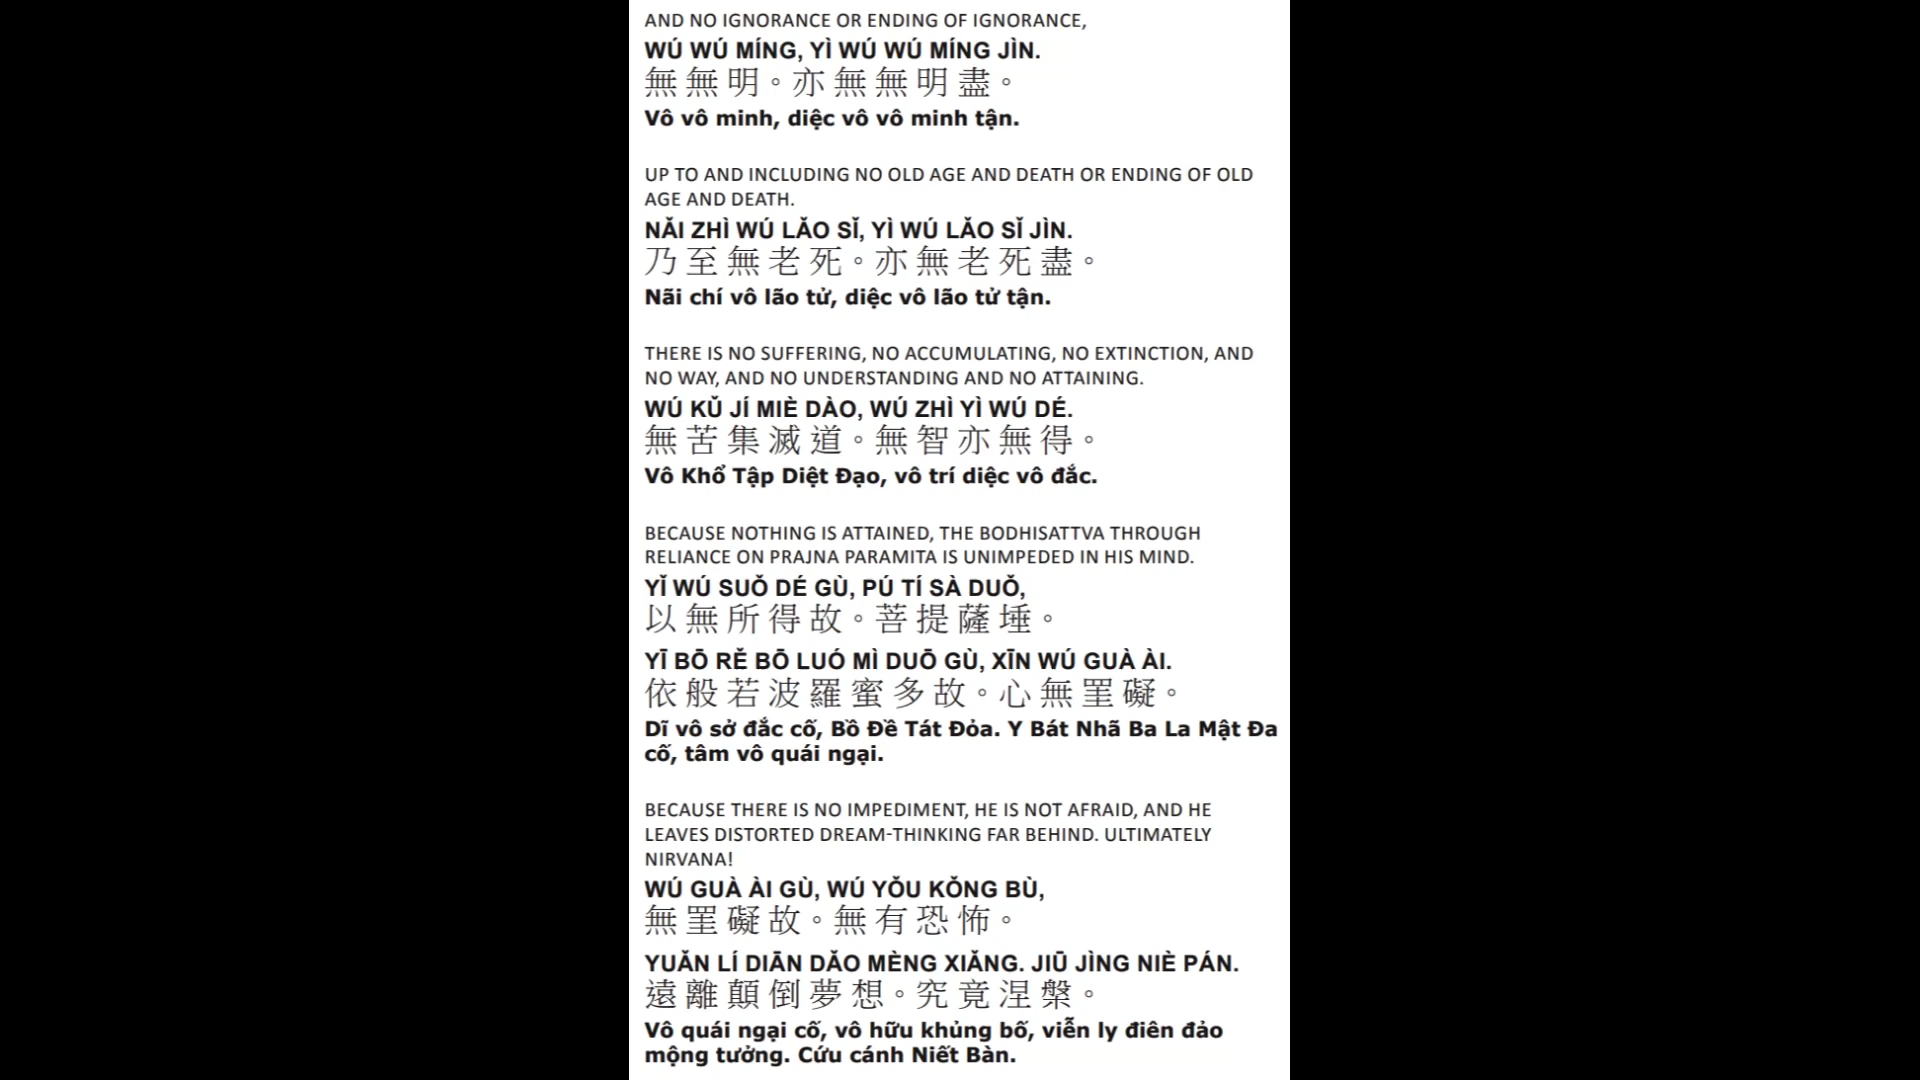 AND NO IGNORANCE OR ENDING OF IGNORANCE,
WÚ WÚ MÍNG, YÌ WÚ WÚ MÍNG JÌN.
無無明。亦無無明盡。
Vô vô minh, diệc vô vô minh tận.
UP TO AND INCLUDING NO OLD AGE AND DEATH OR ENDING OF OLD
AGE AND DEATH.
NǍI ZHÌ WÚ LǍO SǏ, YÌ WÚ LǍO SǏ JÌN.
乃至無老死。亦無老死盡。
Nãi chí vô lão tử, diệc vô lão tử tận.
THERE IS NO SUFFERING, NO ACCUMULATING, NO EXTINCTION, AND
NO WAY, AND NO UNDERSTANDING AND NO ATTAINING.
WÚ KǓ JÍ MIÈ DÀO, WÚ ZHÌ YÌ WÚ DÉ.
無苦集滅道。無智亦無得。
Vô Khổ Tập Diệt Đạo, vô trí diệc vô đắc.
BECAUSE NOTHING IS ATTAINED, THE BODHISATTVA THROUGH
RELIANCE ON PRAJNA PARAMITA IS UNIMPEDED IN HIS MIND.
YǏ WÚ SUǑ DÉ GÙ, PÚ TÍ SÀ DUǑ,
以無所得故。菩提薩埵。
YĪ BŌ RĚ BŌ LUÓ MÌ DUŌ GÙ, XĪN WÚ GUÀ ÀI.
依般若波羅蜜多故。心無罣礙。
Dĩ vô sở đắc cố, Bồ Đề Tát Đỏa. Y Bát Nhã Ba La Mật Đa
cố, tâm vô quái ngại.
BECAUSE THERE IS NO IMPEDIMENT, HE IS NOT AFRAID, AND HE
LEAVES DISTORTED DREAM-THINKING FAR BEHIND. ULTIMATELY
NIRVANA!
WÚ GUÀ ÀI GÙ, WÚ YǑU KǑNG BÙ,
無罣礙故。無有恐怖。
YUǍN LÍ DIĀN DǍO MÈNG XIǍNG. JIŪ JÌNG NIÈ PÁN.
遠離顛倒夢想。究竟涅槃。
Vô quái ngại cố, vô hữu khủng bố, viễn ly điên đảo
mộng tưởng. Cứu cánh Niết Bàn.